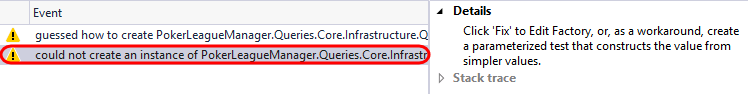 Event
guessed how to create PokerLeagueManager.Queries.Core.Infrastructure.Q
could not create an instance of PokerLeagueManager.Queries.Core.Infrastr
Details
Click 'Fix' to Edit Factory, or, as a workaround, create
a parameterized test that constructs the value from
simpler values.
Stack trace